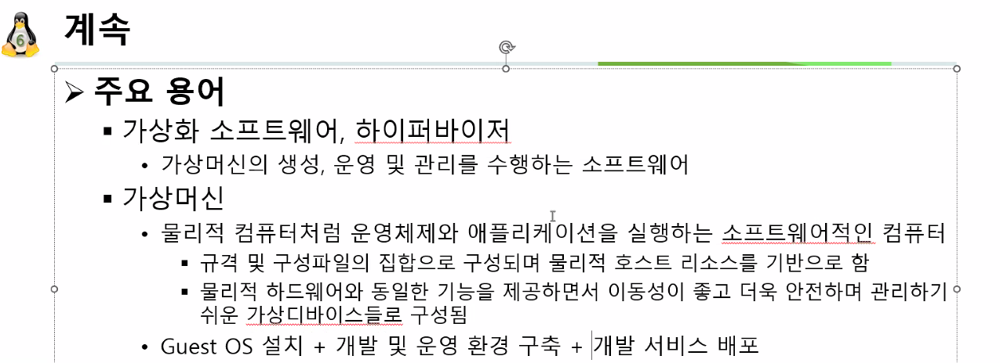 6
계속
주요 용어
가상화 소프트웨어, 하이퍼바이저
가상머신의 생성, 운영 및 관리를 수행하는 소프트웨어
가상머신
물리적 컴퓨터처럼 운영체제와 애플리케이션을 실행하는 소프트웨어적인 컴퓨터
규격 및 구성파일의 집합으로 구성되며 물리적 호스트 리소스를 기반으로 함
물리적 하드웨어와 동일한 기능을 제공하면서 이동성이 좋고 더욱 안전하며 관리하기
쉬운 가상디바이스들로 구성됨
Guest OS 설치 + 개발 및 운영 환경 구축 + 개발 서비스 배포